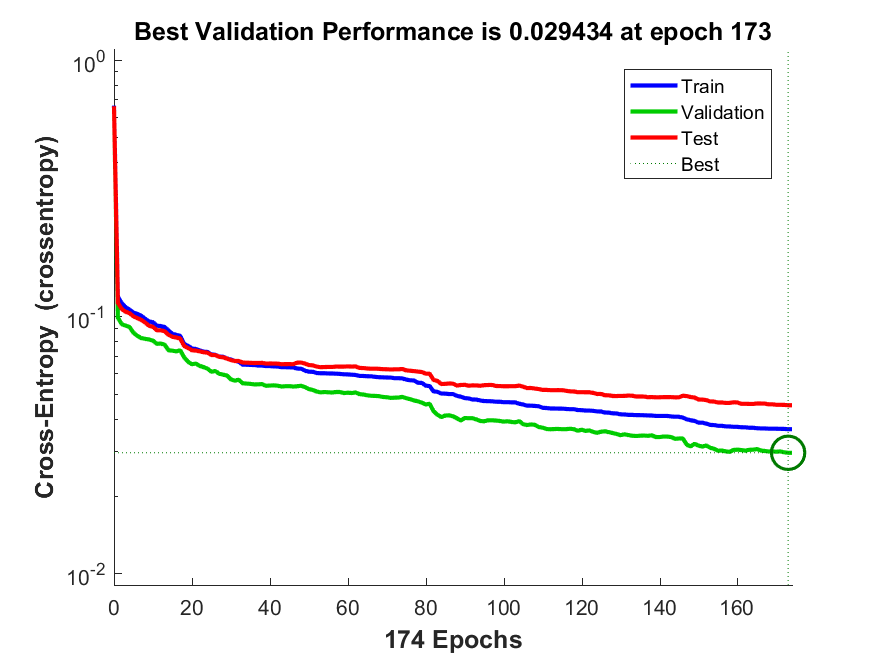 Best Validation Performance is 0.029434 at epoch 173
Cross-Entropy (crossentropy)
10^0
10^-1
10^-2
Train
Validation
Test
Best
0 20 40 60 80 100 120 140 160
174 Epochs